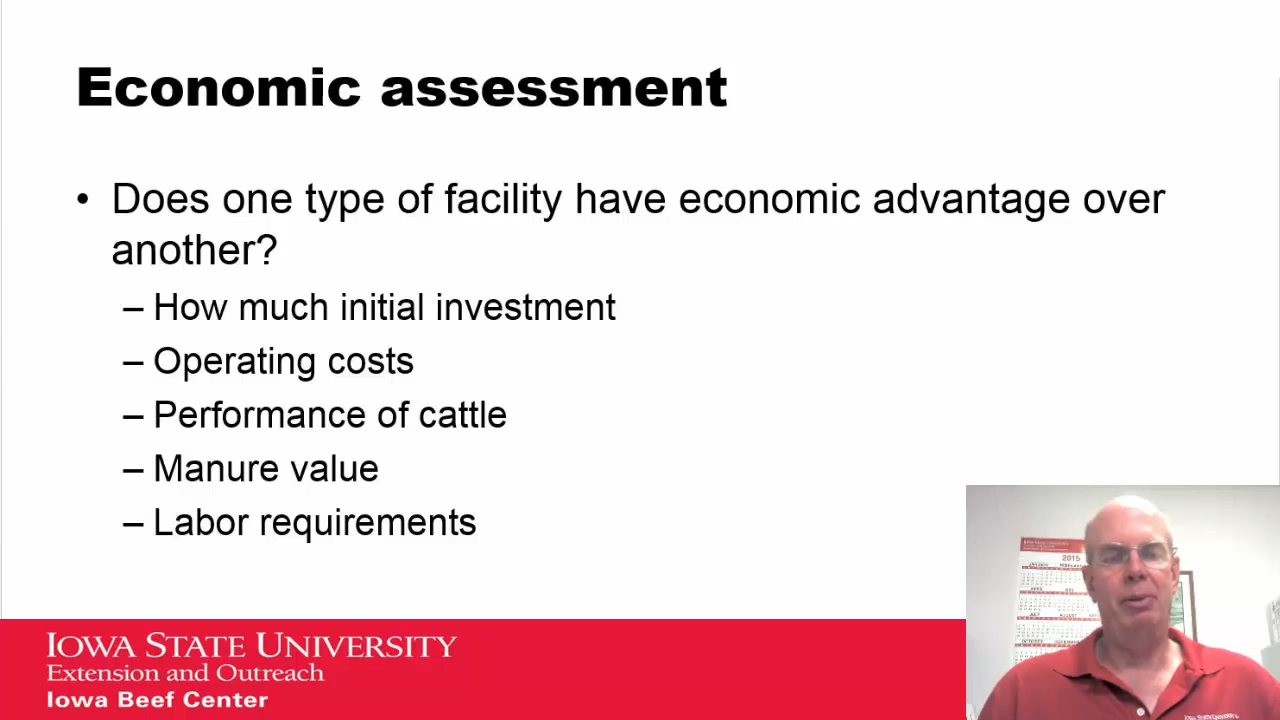 Economic assessment
• Does one type of facility have economic advantage over
another?
– How much initial investment
– Operating costs
– Performance of cattle
– Manure value
– Labor requirements
IOWA STATE UNIVERSITY
Extension and Outreach
Iowa Beef Center
2015